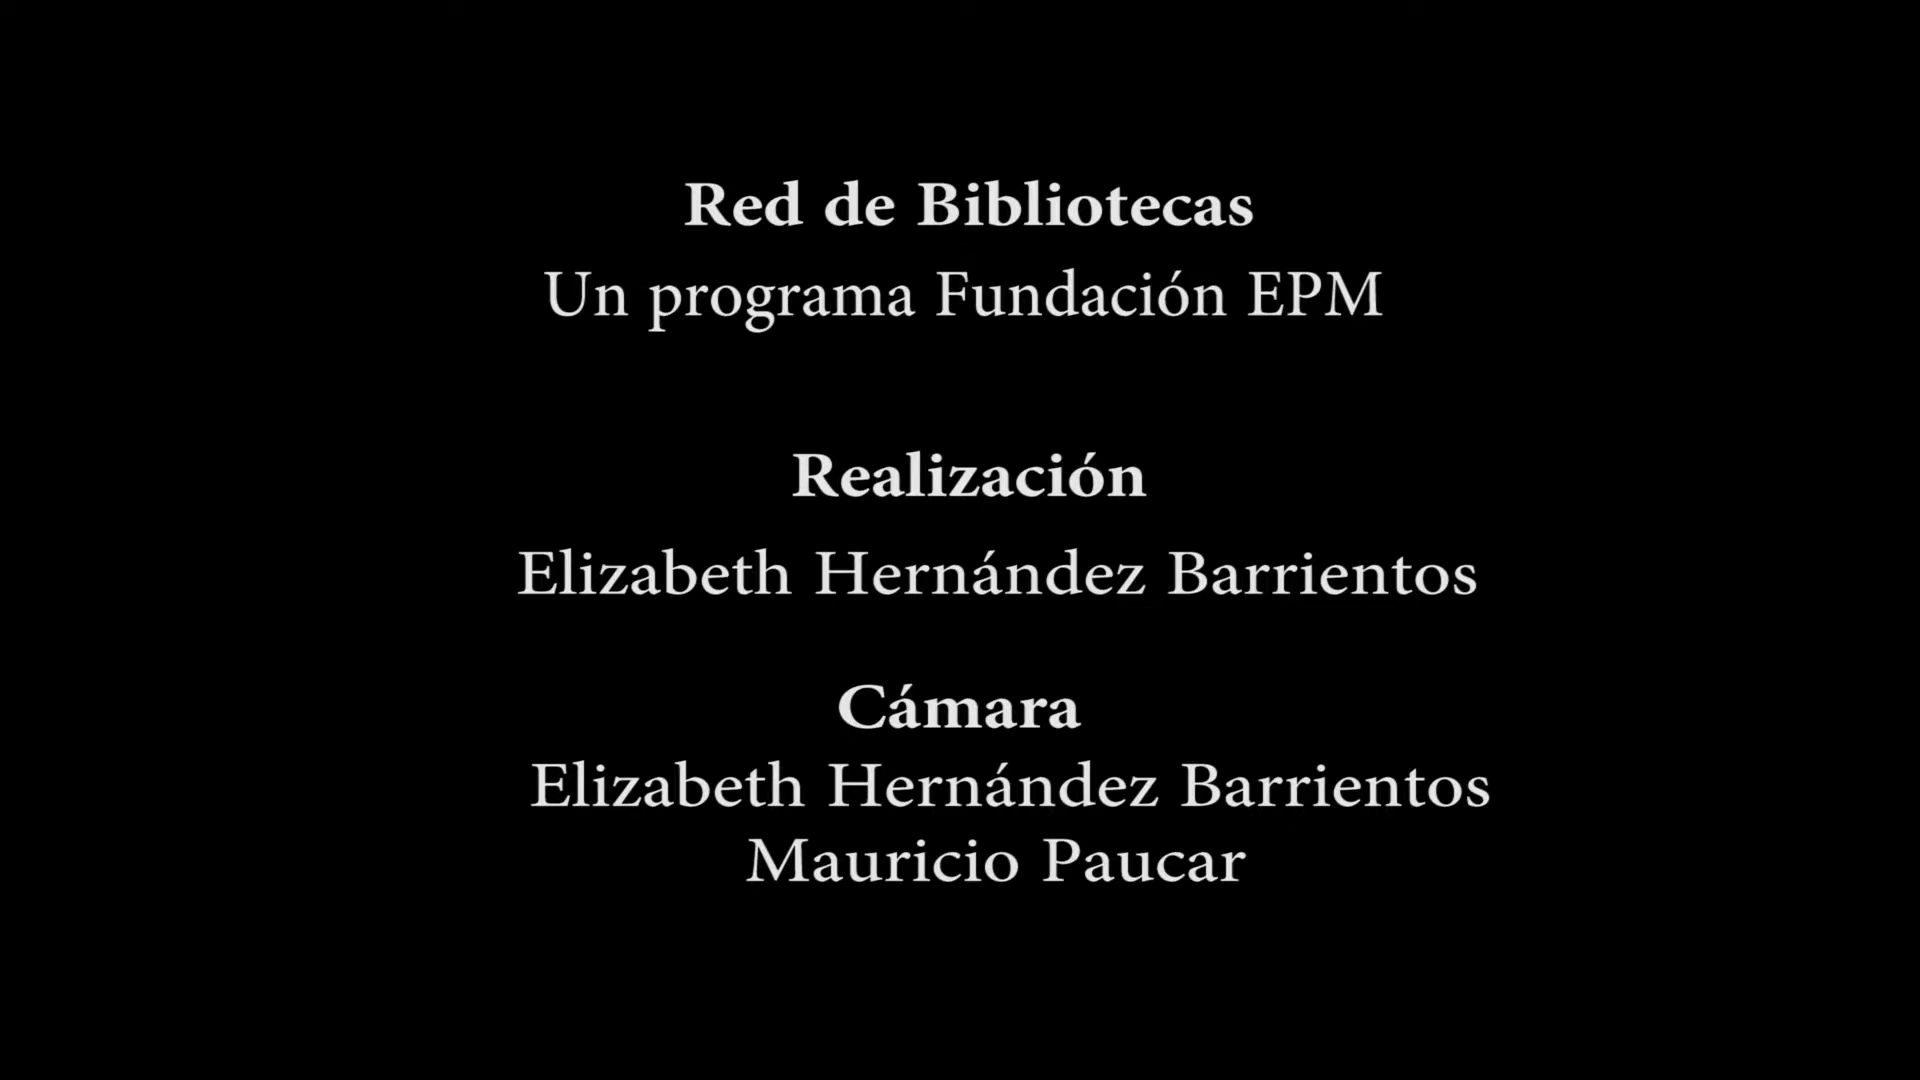 Red de Bibliotecas
Un programa Fundación EPM
Realización
Elizabeth Hernández Barrientos
Cámara
Elizabeth Hernández Barrientos
Mauricio Paucar